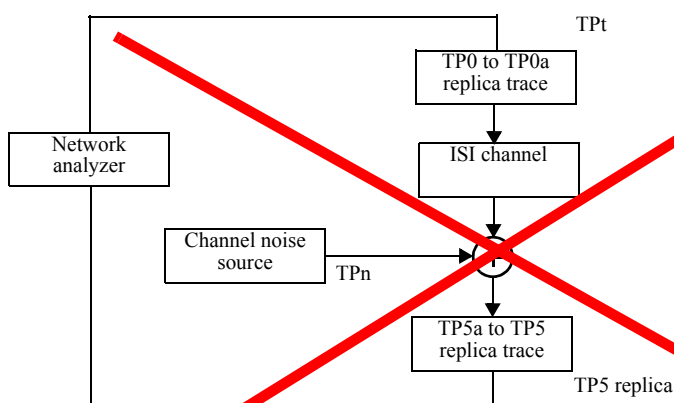 TPt
TP0 to TP0a
replica trace
Network
analyzer
ISI channel
Channel noise
source
TPn
TP5a to TP5
replica trace
TP5 replica